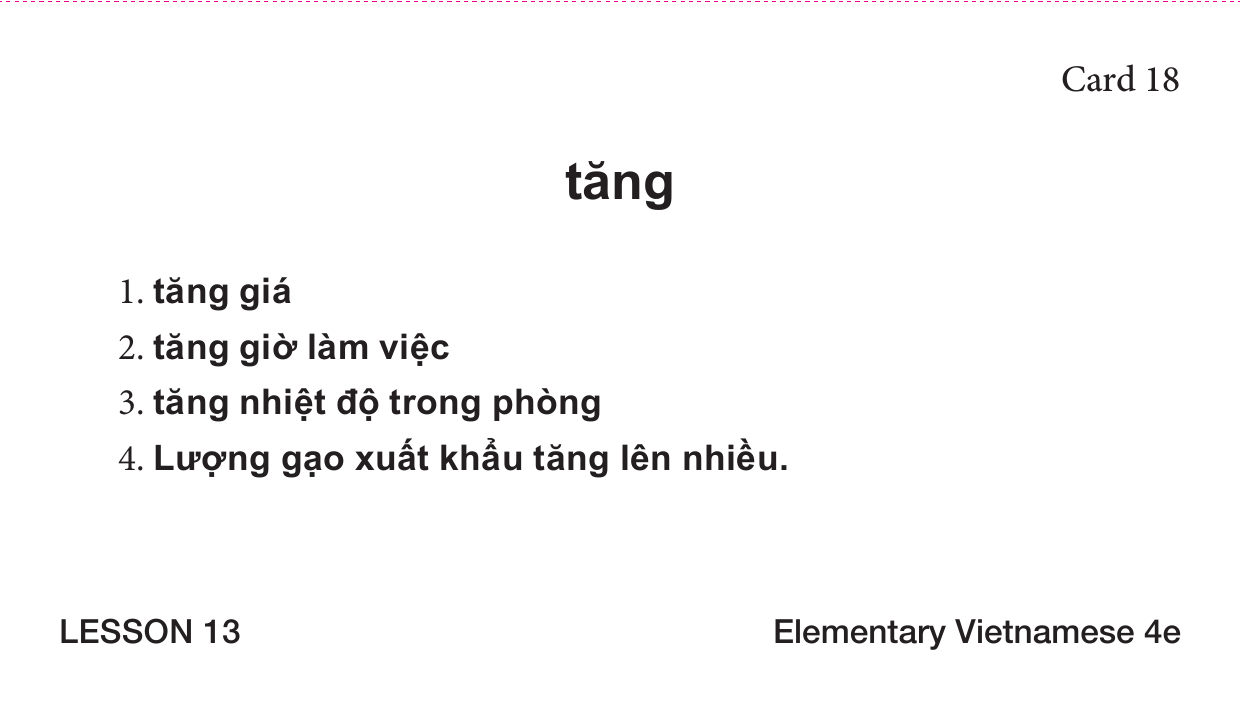 Card 18
tăng
1. tăng giá
2. tăng giờ làm việc
3. tăng nhiệt độ trong phòng
4. Lượng gạo xuất khẩu tăng lên nhiều.
LESSON 13
Elementary Vietnamese 4e